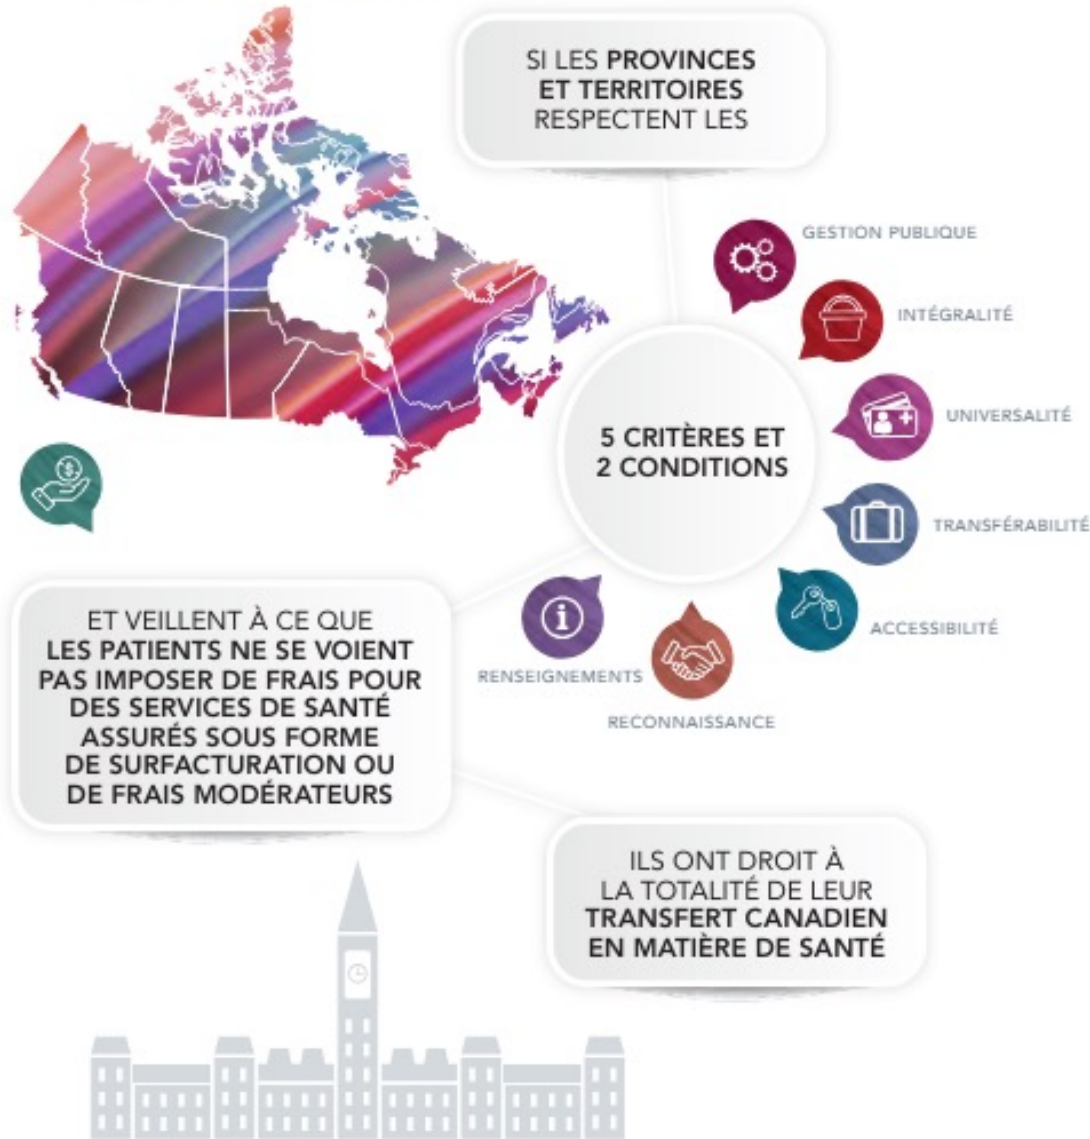 SI LES PROVINCES
ET TERRITOIRES
RESPECTENT LES
5 CRITÈRES ET
2 CONDITIONS
GESTION PUBLIQUE
INTÉGRALITÉ
UNIVERSALITÉ
TRANSFÉRABILITÉ
ACCESSIBILITÉ
RECONNAISSANCE
RENSEIGNEMENTS
ET VEILLENT À CE QUE
LES PATIENTS NE SE VOIENT
PAS IMPOSER DE FRAIS POUR
DES SERVICES DE SANTÉ
ASSURÉS SOUS FORME
DE SURFACTURATION OU
DE FRAIS MODÉRATEURS
ILS ONT DROIT À
LA TOTALITÉ DE LEUR
TRANSFERT CANADIEN
EN MATIÈRE DE SANTÉ